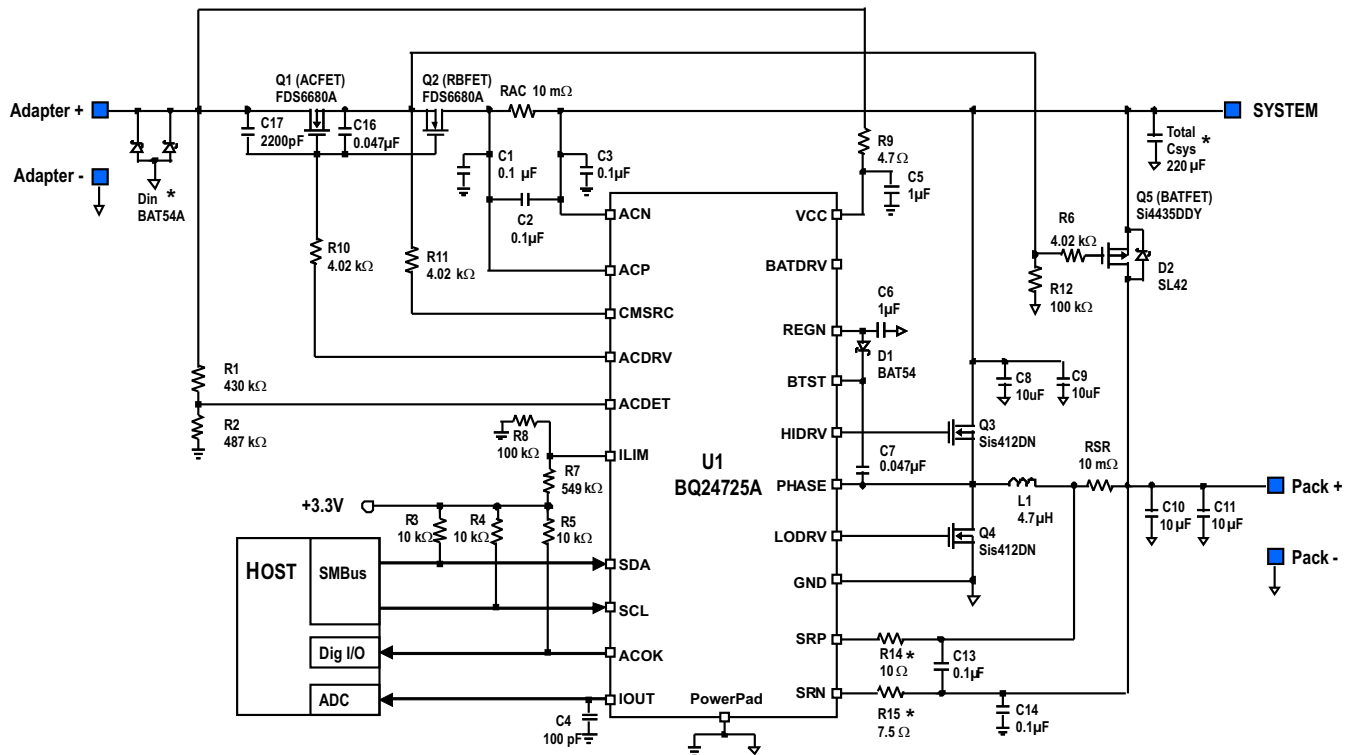 Adapter +
Adapter -
Din *
BAT54A
Q1 (ACFET)
FDS6680A
C17
2200pF
C16
0.047µF
Q2 (RBFET)
FDS6680A
RAC 10 mΩ
C1
0.1 µF
C3
0.1µF
C2
0.1µF
R10
4.02 kΩ
R11
4.02 kΩ
R1
430 kΩ
R2
487 kΩ
R8
100 kΩ
R7
549 kΩ
+3.3V
R3
10 kΩ
R4
10 kΩ
R5
10 kΩ
HOST
SMBus
Dig I/O
ADC
C4
100 pF
ACN
ACP
CMSRC
ACDRV
ACDET
ILIM
SDA
SCL
ACOK
IOUT
U1
BQ24725A
PowerPad
VCC
BATDRV
REGN
BTST
HIDRV
PHASE
LODRV
GND
SRP
SRN
R9
4.7Ω
C5
1µF
C6
1µF
D1
BAT54
C7
0.047µF
R6
4.02 kΩ
R12
100 kΩ
Total *
Csys
220 µF
Q5 (BATFET)
Si4435DDY
D2
SL42
C8
10uF
C9
10uF
Q3
Sis412DN
RSR
10 mΩ
L1
4.7µH
Q4
Sis412DN
C10
10 µF
C11
10 µF
R14 *
10 Ω
C13
0.1µF
R15 *
7.5 Ω
C14
0.1µF
SYSTEM
Pack +
Pack -